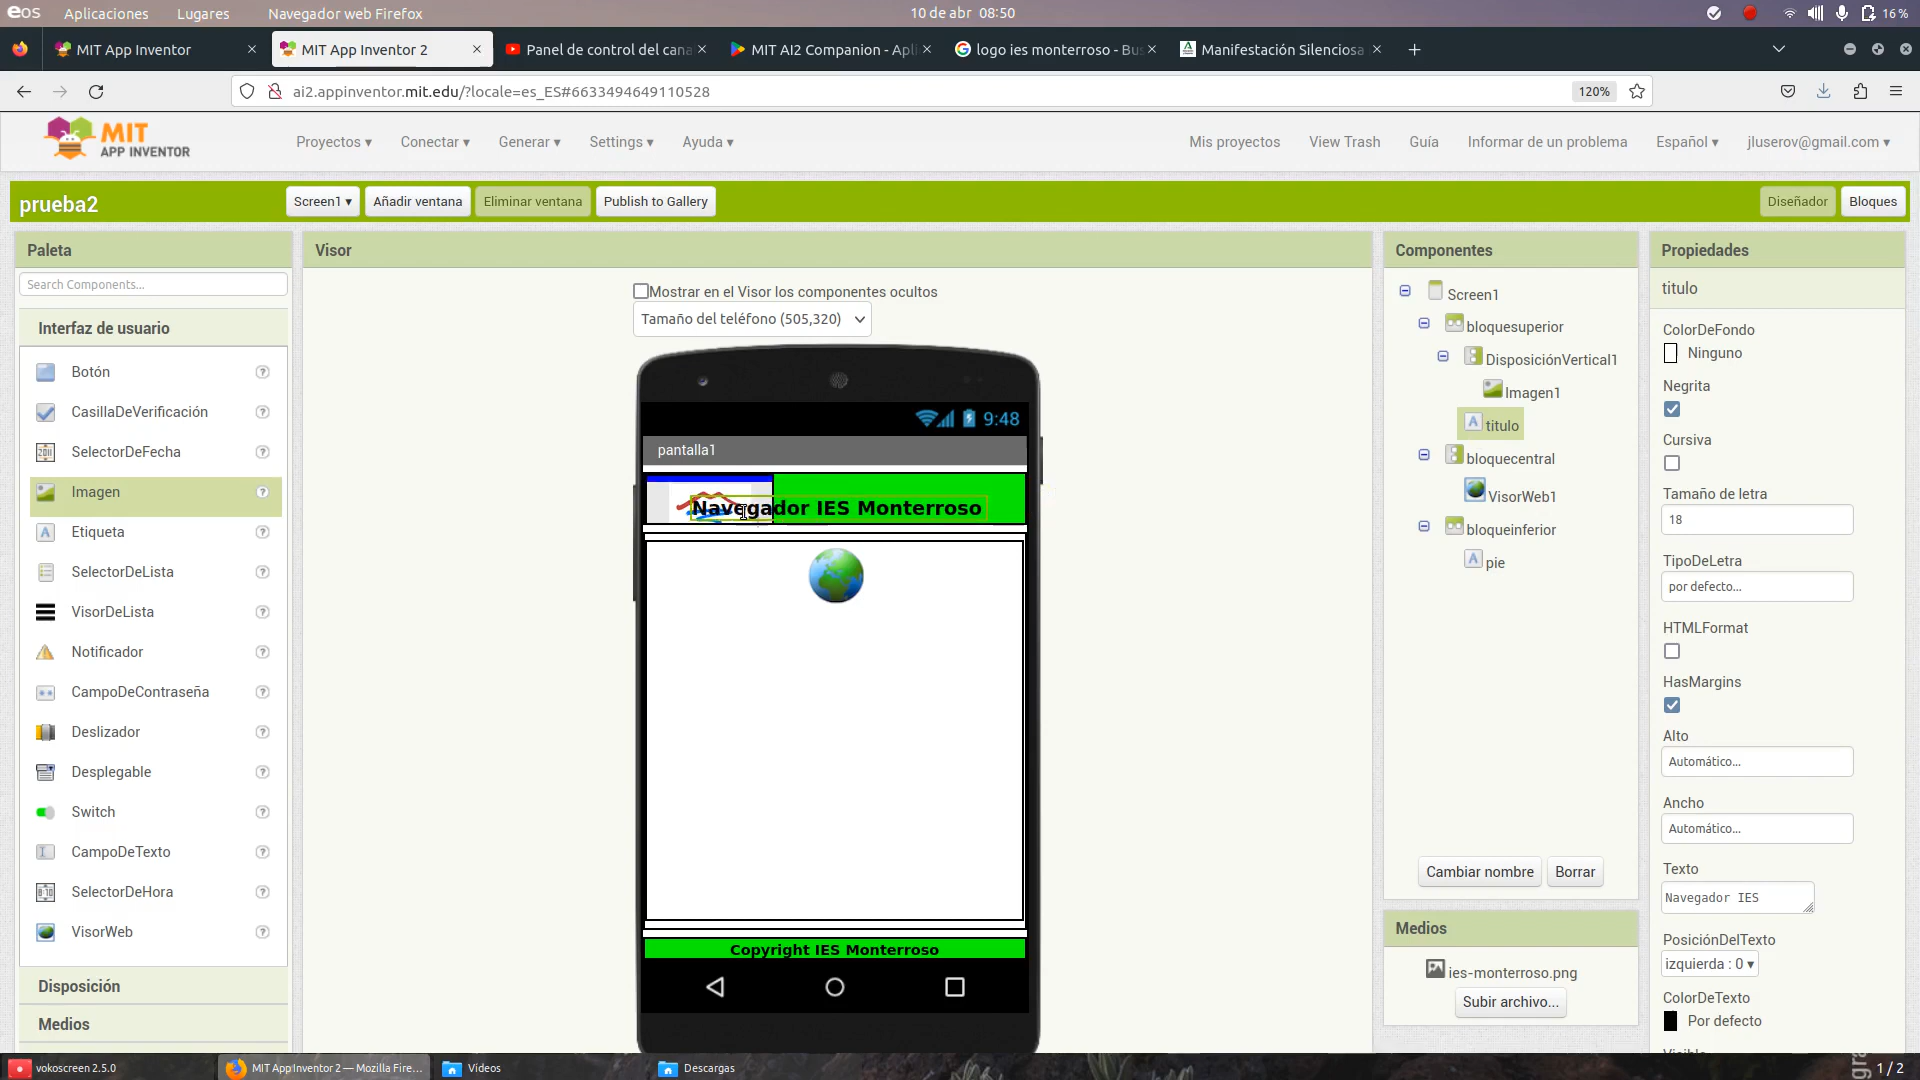 eos Aplicaciones Lugares Navegador web Firefox 10 de abr 08:50 16 %
MIT App Inventor MIT App Inventor 2 Panel de control del cana MIT AI2 Companion - Apli logo ies monterroso - Bus Manifestación Silenciosa
ai2.appinventor.mit.edu/?locale=es_ES#6633494649110528 120%
MIT
APP INVENTOR
Proyectos ▾ Conectar ▾ Generar ▾ Settings ▾ Ayuda ▾ Mis proyectos View Trash Guía Informar de un problema Español ▾ jluserov@gmail.com ▾
prueba2 Screen1 ▾ Añadir ventana Eliminar ventana Publish to Gallery Diseñador Bloques
Paleta
Search Components...
Interfaz de usuario
Botón
CasillaDeVerificación
SelectorDeFecha
Imagen
Etiqueta
SelectorDeLista
VisorDeLista
Notificador
CampoDeContraseña
Deslizador
Desplegable
Switch
CampoDeTexto
SelectorDeHora
VisorWeb
Disposición
Medios
Visor
Mostrar en el Visor los componentes ocultos
Tamaño del teléfono (505,320)
9:48
pantalla1
Navegador IES Monterroso
Copyright IES Monterroso
Componentes
Screen1
bloquesuperior
DisposiciónVertical1
Imagen1
titulo
bloquecentral
VisorWeb1
bloqueinferior
pie
Cambiar nombre Borrar
Medios
ies-monterroso.png
Subir archivo...
Propiedades
titulo
ColorDeFondo
Ninguno
Negrita
Cursiva
Tamaño de letra
18
TipoDeLetra
por defecto...
HTMLFormat
HasMargins
Alto
Automático...
Ancho
Automático...
Texto
Navegador IES
PosiciónDelTexto
izquierda : 0 ▾
ColorDeTexto
Por defecto
vokoscreen 2.5.0 MIT App Inventor 2 — Mozilla Fire... Vídeos Descargas 1 / 2